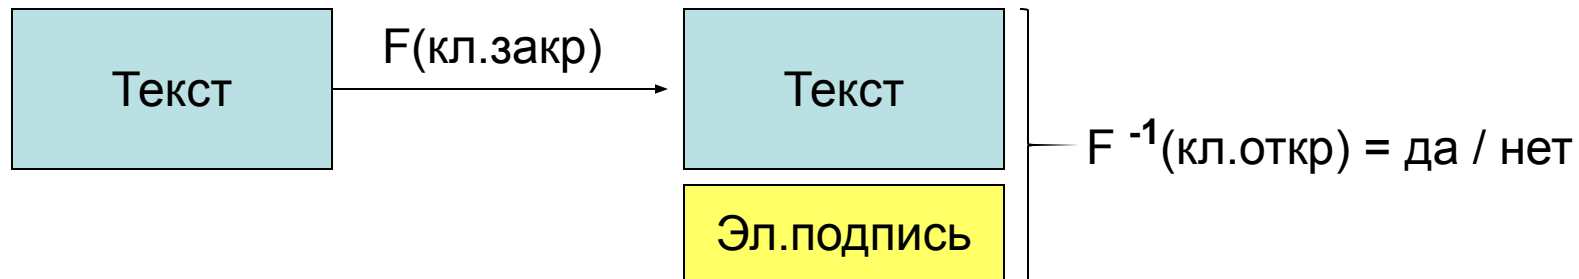 Текст
F(кл.закр)
Текст
Эл.подпись
F -1(кл.откр) = да / нет